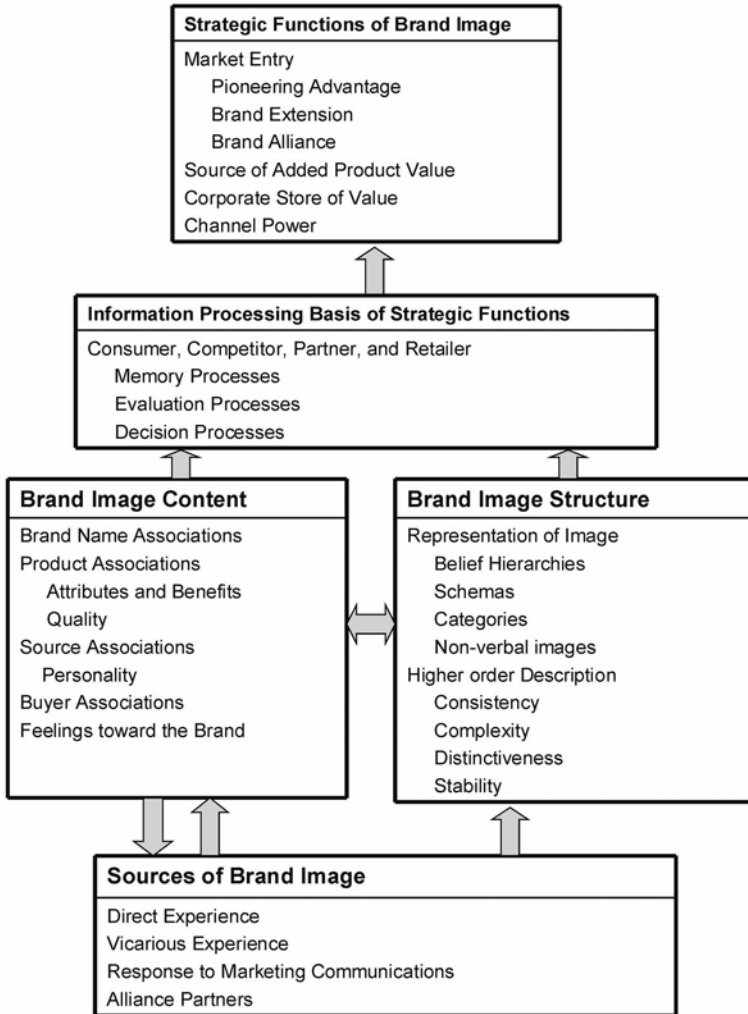 Strategic Functions of Brand Image
Market Entry
Pioneering Advantage
Brand Extension
Brand Alliance
Source of Added Product Value
Corporate Store of Value
Channel Power
Information Processing Basis of Strategic Functions
Consumer, Competitor, Partner, and Retailer
Memory Processes
Evaluation Processes
Decision Processes
Brand Image Content
Brand Name Associations
Product Associations
Attributes and Benefits
Quality
Source Associations
Personality
Buyer Associations
Feelings toward the Brand
Brand Image Structure
Representation of Image
Belief Hierarchies
Schemas
Categories
Non-verbal images
Higher order Description
Consistency
Complexity
Distinctiveness
Stability
Sources of Brand Image
Direct Experience
Vicarious Experience
Response to Marketing Communications
Alliance Partners